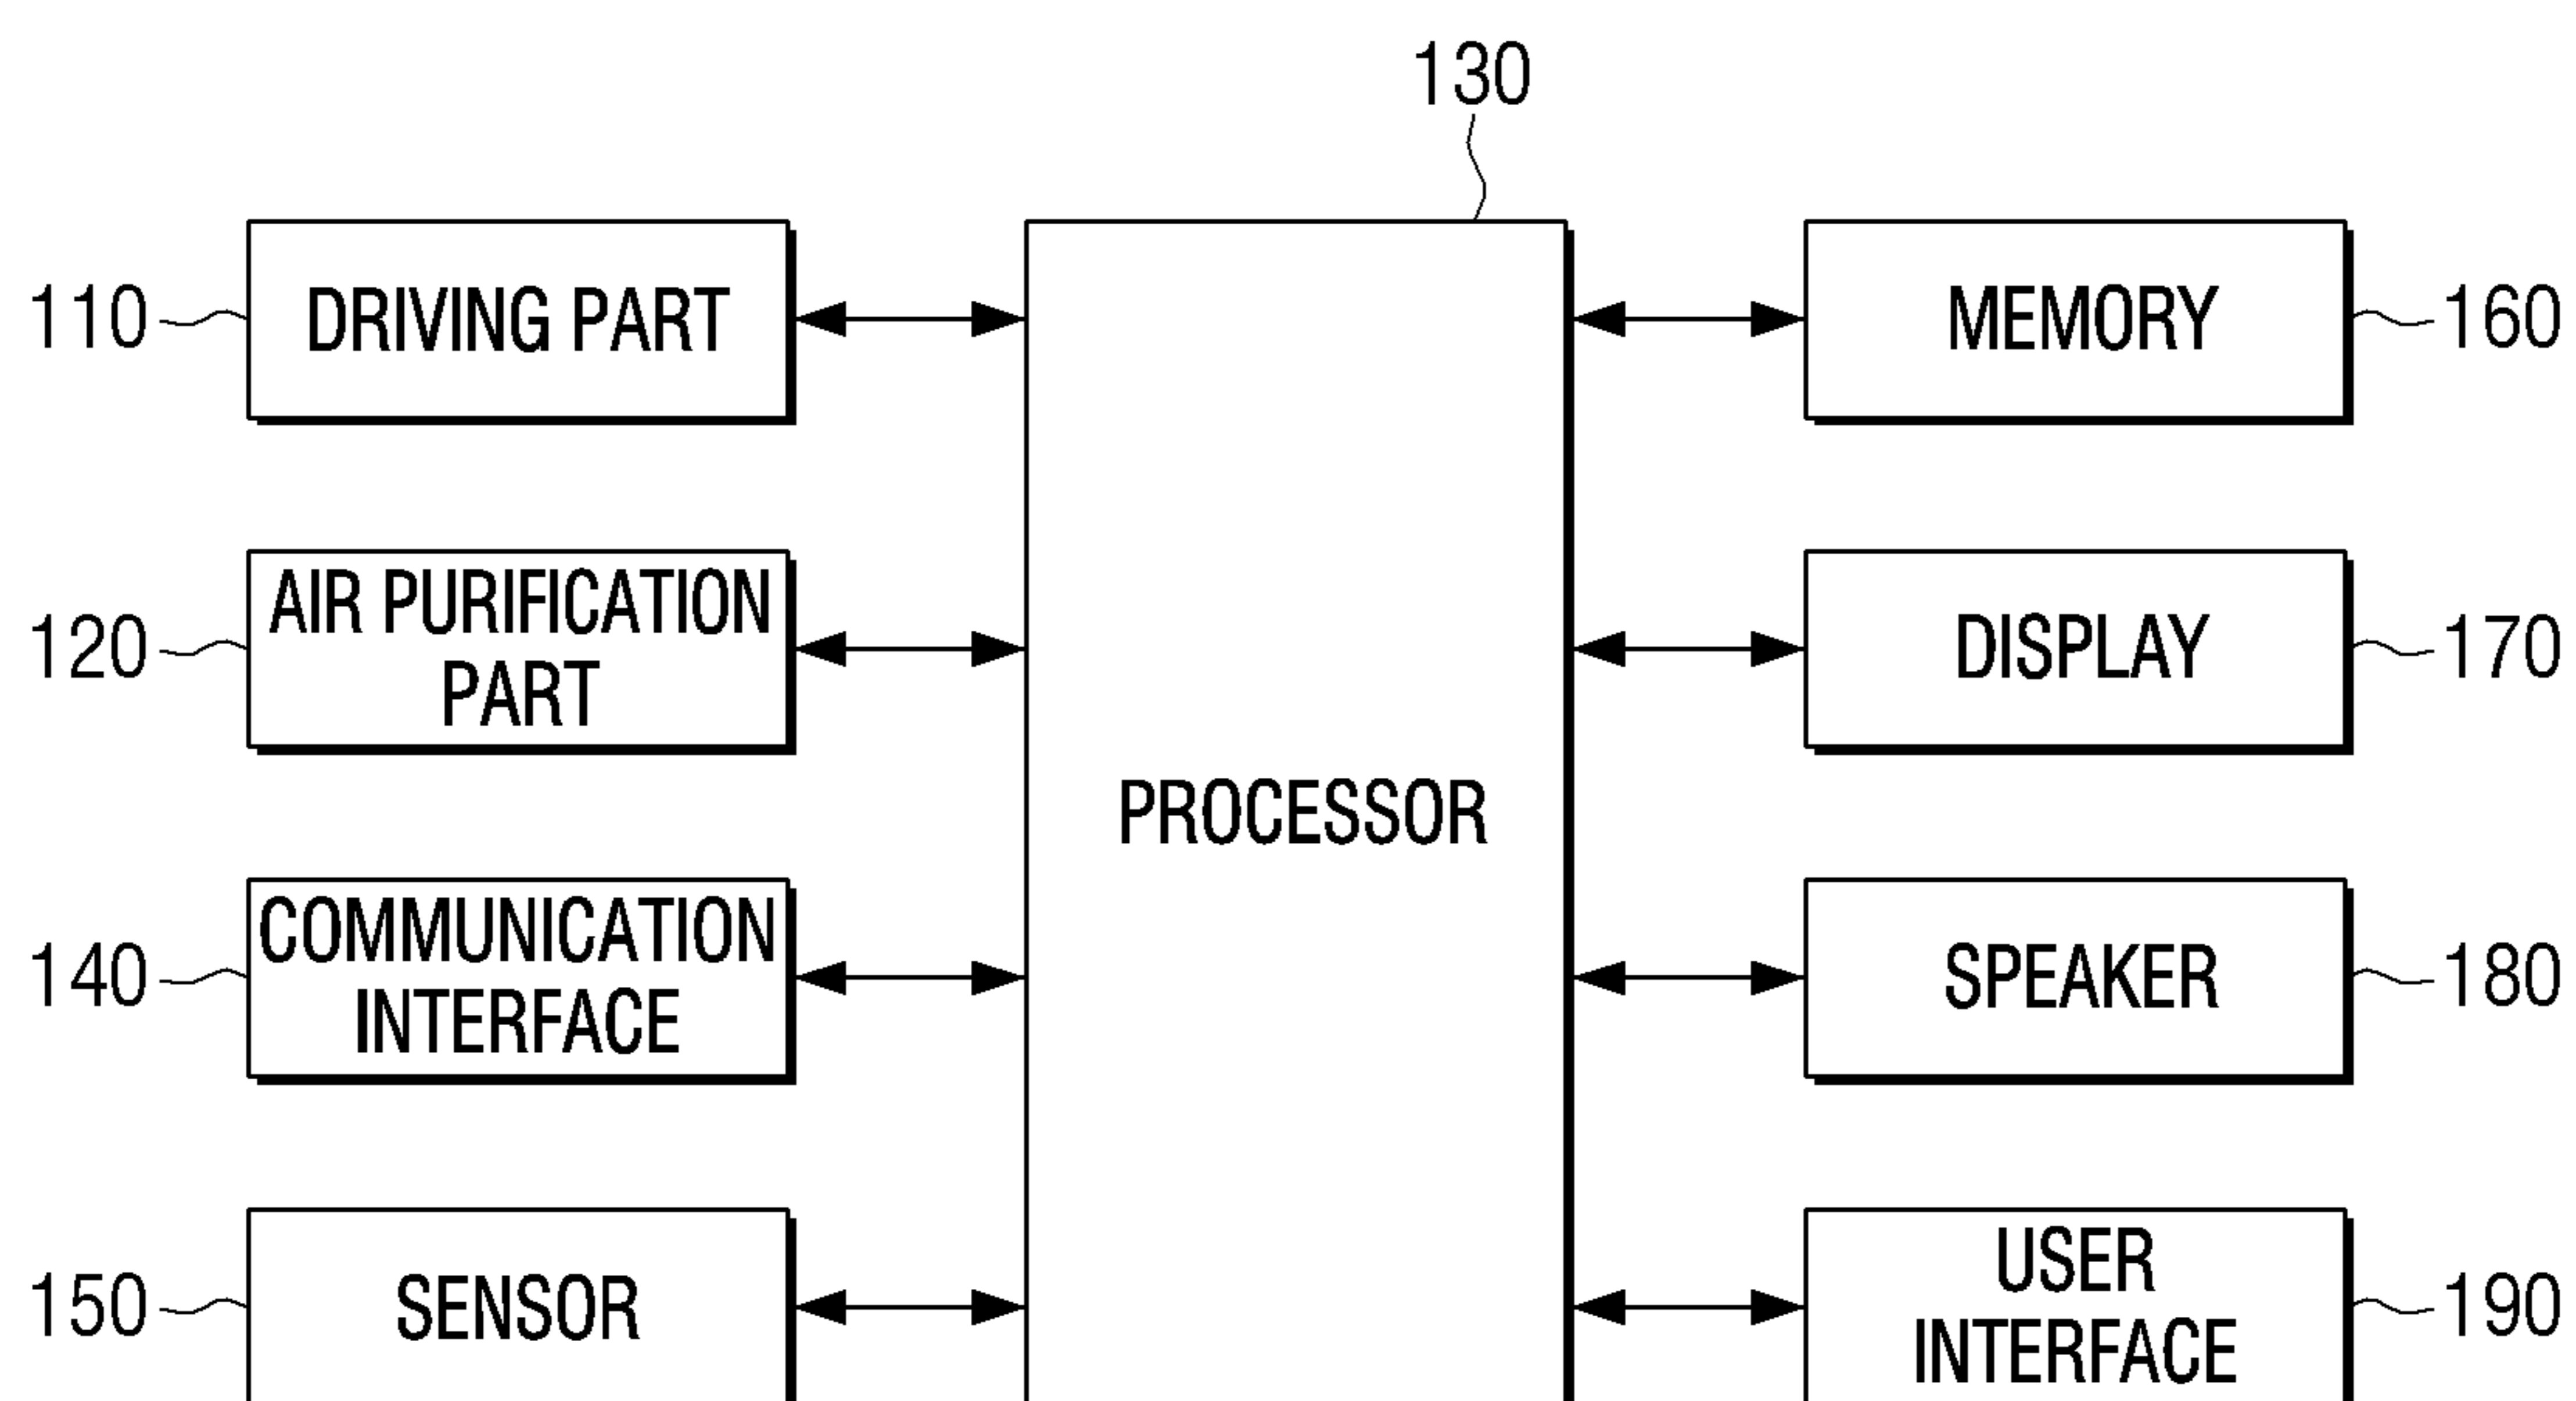 130
110
DRIVING PART
MEMORY
160
120
AIR PURIFICATION
PART
DISPLAY
170
PROCESSOR
140
COMMUNICATION
INTERFACE
SPEAKER
180
150
SENSOR
USER
INTERFACE
190